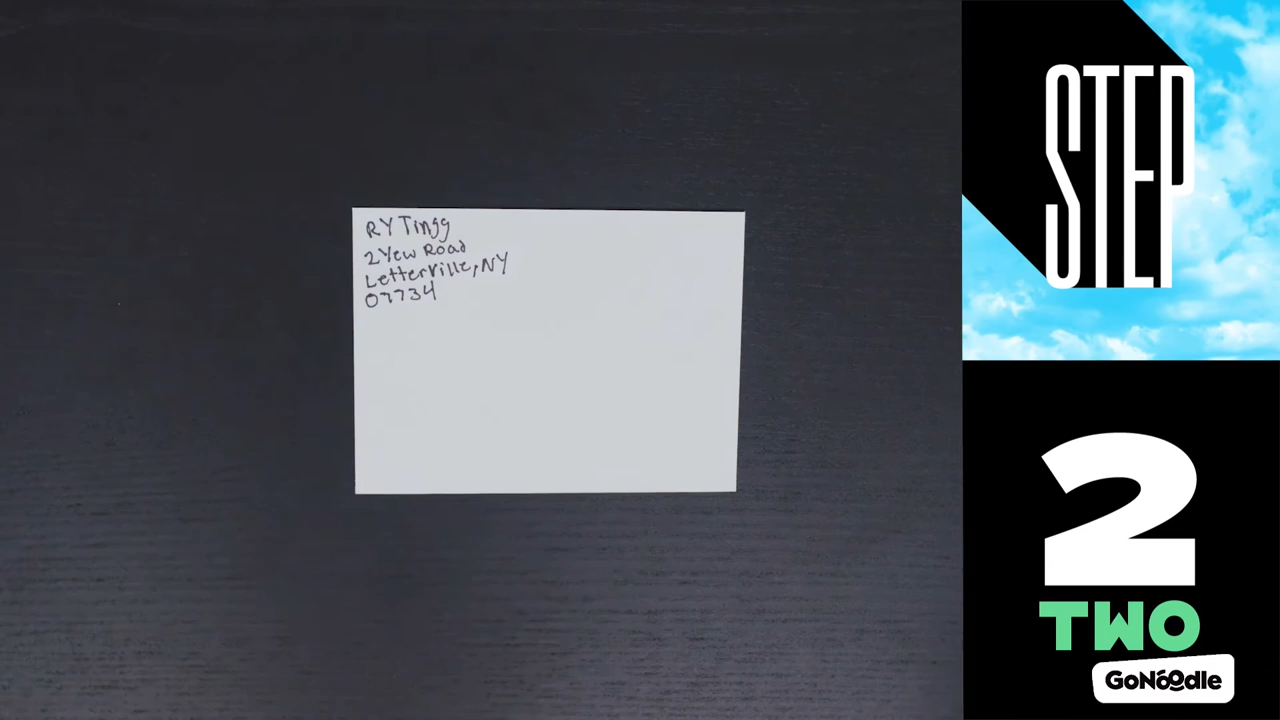 RY Tingg
2 Yew Road
Letterville, NY
07734
STEP
2
TWO
GoNoodle